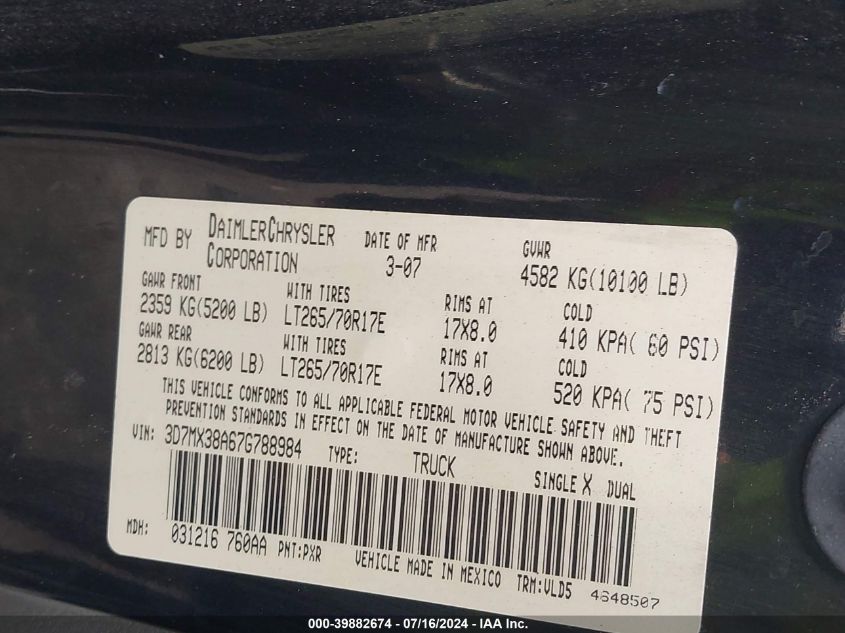 MFD BY DAIMLERCHRYSLER CORPORATION DATE OF MFR 3-07 GVWR 4582 KG(10100 LB)
GAWR FRONT WITH TIRES RIMS AT COLD
2359 KG(5200 LB) LT265/70R17E 17X8.0 410 KPA( 60 PSI)
GAWR REAR WITH TIRES RIMS AT COLD
2813 KG(6200 LB) LT265/70R17E 17X8.0 520 KPA( 75 PSI)
THIS VEHICLE CONFORMS TO ALL APPLICABLE FEDERAL MOTOR VEHICLE SAFETY AND THEFT
PREVENTION STANDARDS IN EFFECT ON THE DATE OF MANUFACTURE SHOWN ABOVE.
VIN: 3D7MX38A67G788984 TYPE: TRUCK SINGLE X DUAL
MDH: 031216 760AA PNT:PXR VEHICLE MADE IN MEXICO TRM:VLD5 4648507
000-39882674 - 07/16/2024 - IAA Inc.